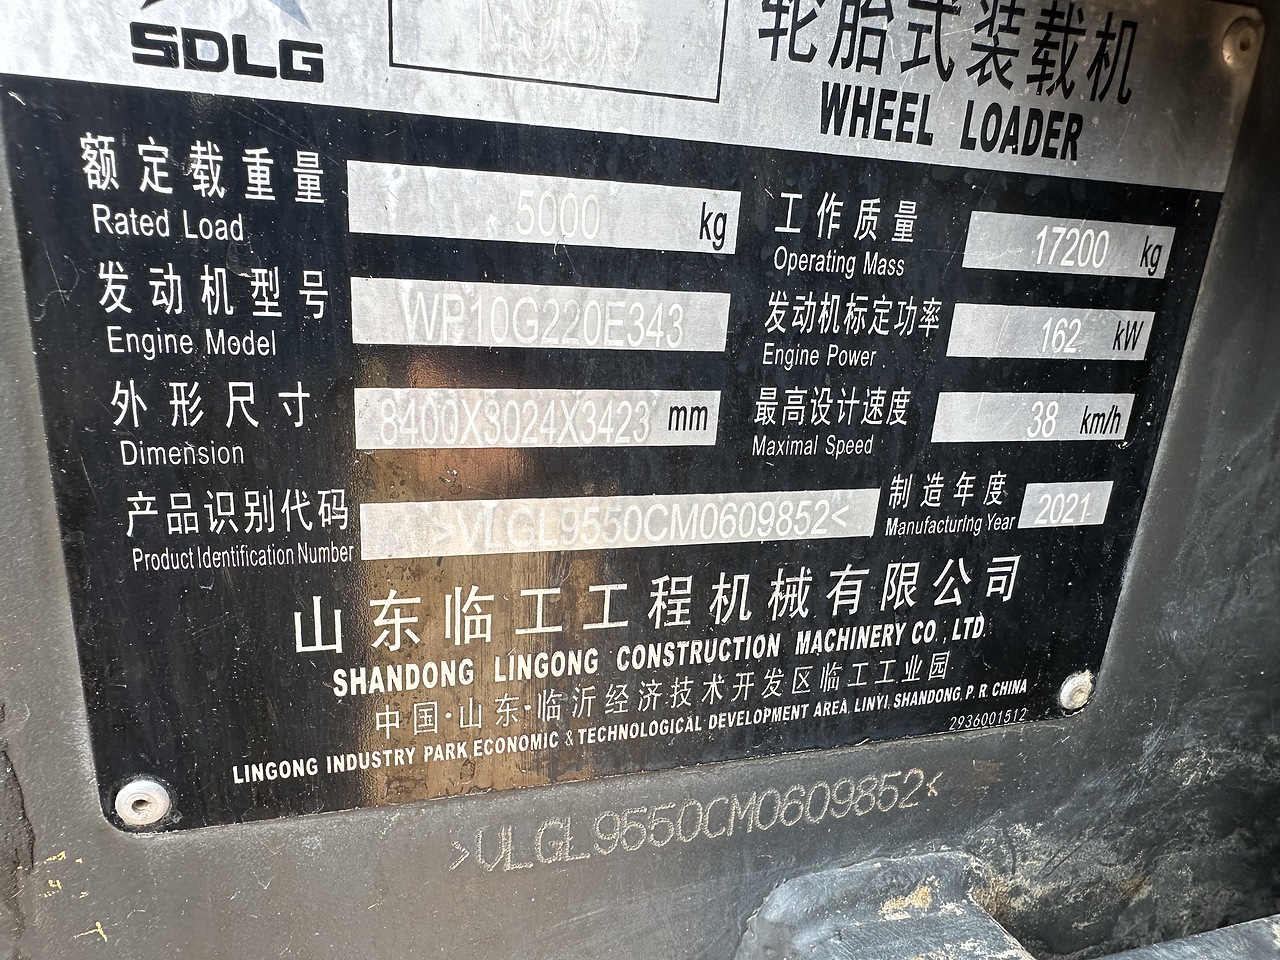 SDLG
轮胎式装载机
WHEEL LOADER
额定载重量 5000 kg
Rated Load
工作质量 17200 kg
Operating Mass
发动机型号 WP10G220E343
Engine Model
发动机标定功率 162 kW
Engine Power
外形尺寸 8400X3024X3423 mm
Dimension
最高设计速度 38 km/h
Maximal Speed
产品识别代码 >VLGL9550CM0609852<
Product Identification Number
制造年度 2021
Manufacturing Year
山东临工工程机械有限公司
SHANDONG LINGONG CONSTRUCTION MACHINERY CO., LTD.
中国·山东·临沂经济技术开发区临工工业园
LINGONG INDUSTRY PARK ECONOMIC & TECHNOLOGICAL DEVELOPMENT AREA, LINYI, SHANDONG, P. R. CHINA
2936001512
>VLGL9550CM0609852<